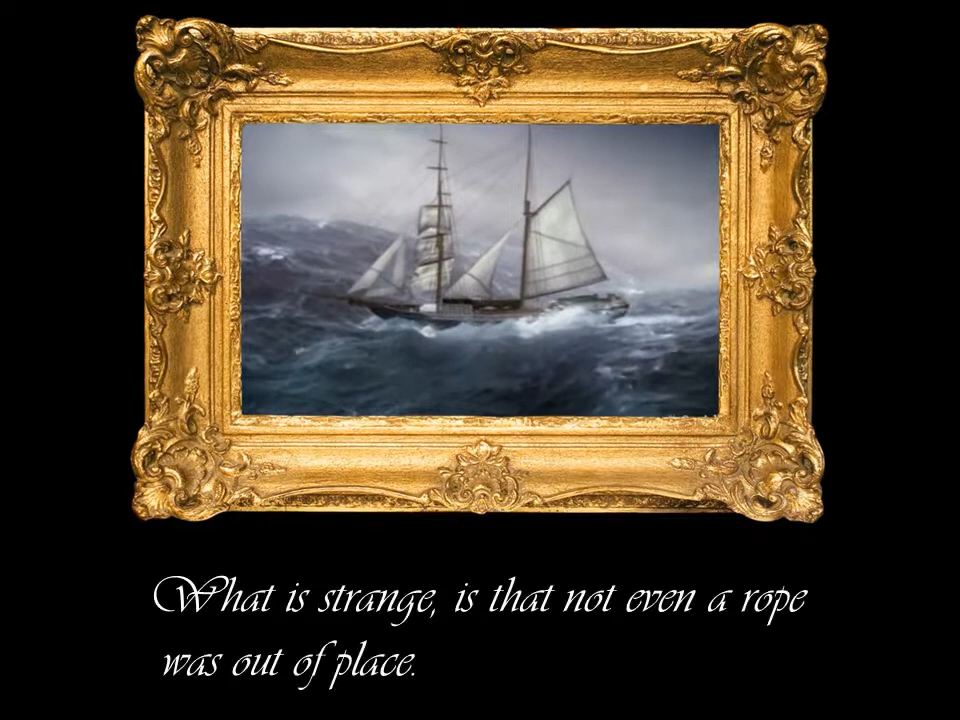 What is strange, is that not even a rope
was out of place.